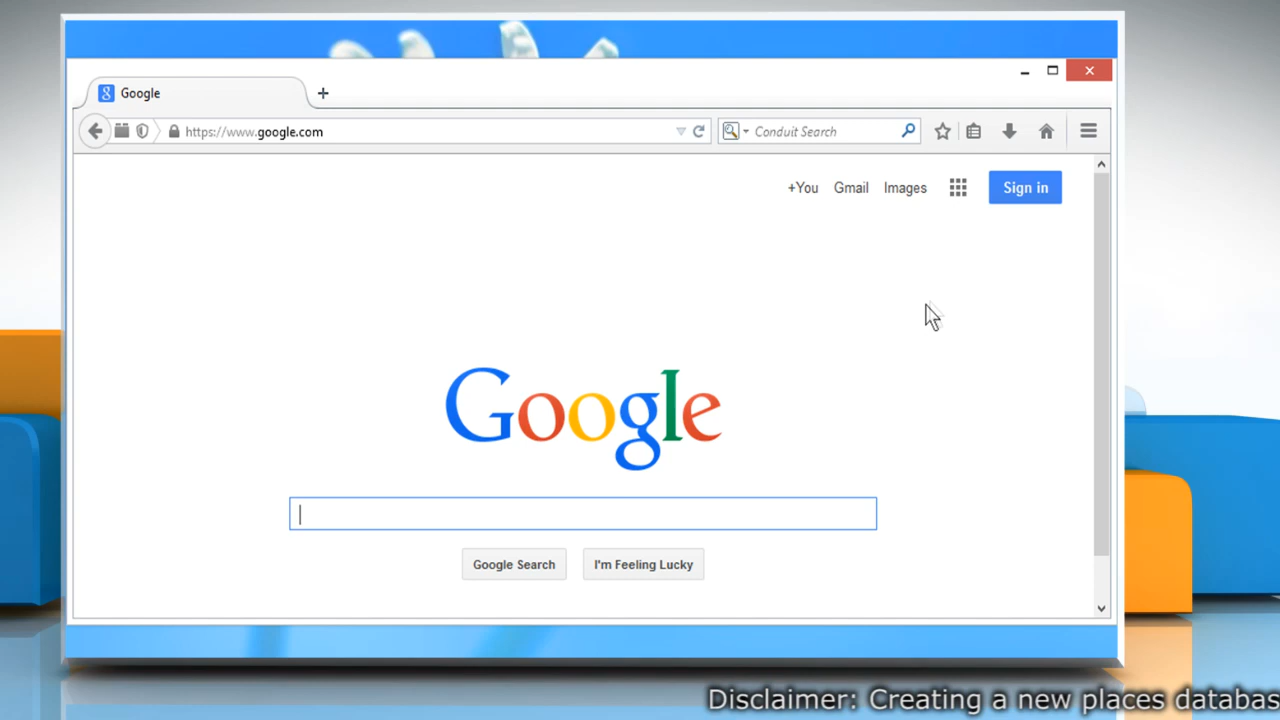 Google
https://www.google.com
Conduit Search
+You Gmail Images Sign in
Google
Google Search I'm Feeling Lucky
Disclaimer: Creating a new places databas